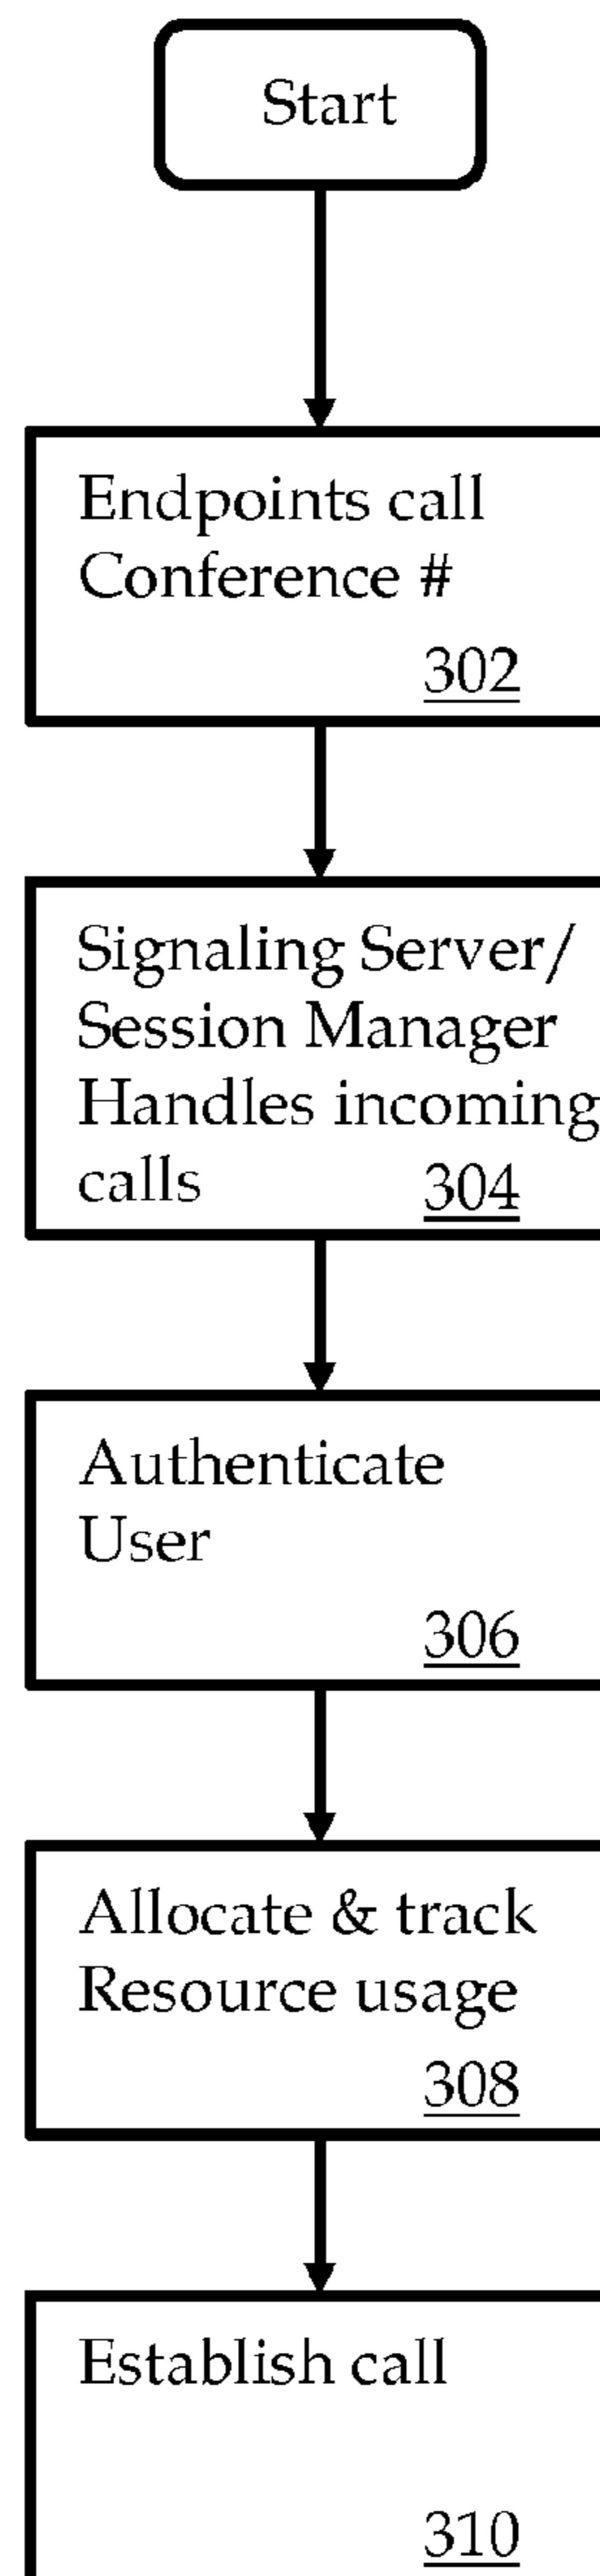 Start
Endpoints call
Conference #
302
Signaling Server/
Session Manager
Handles incoming
calls 304
Authenticate
User
306
Allocate & track
Resource usage
308
Establish call
310